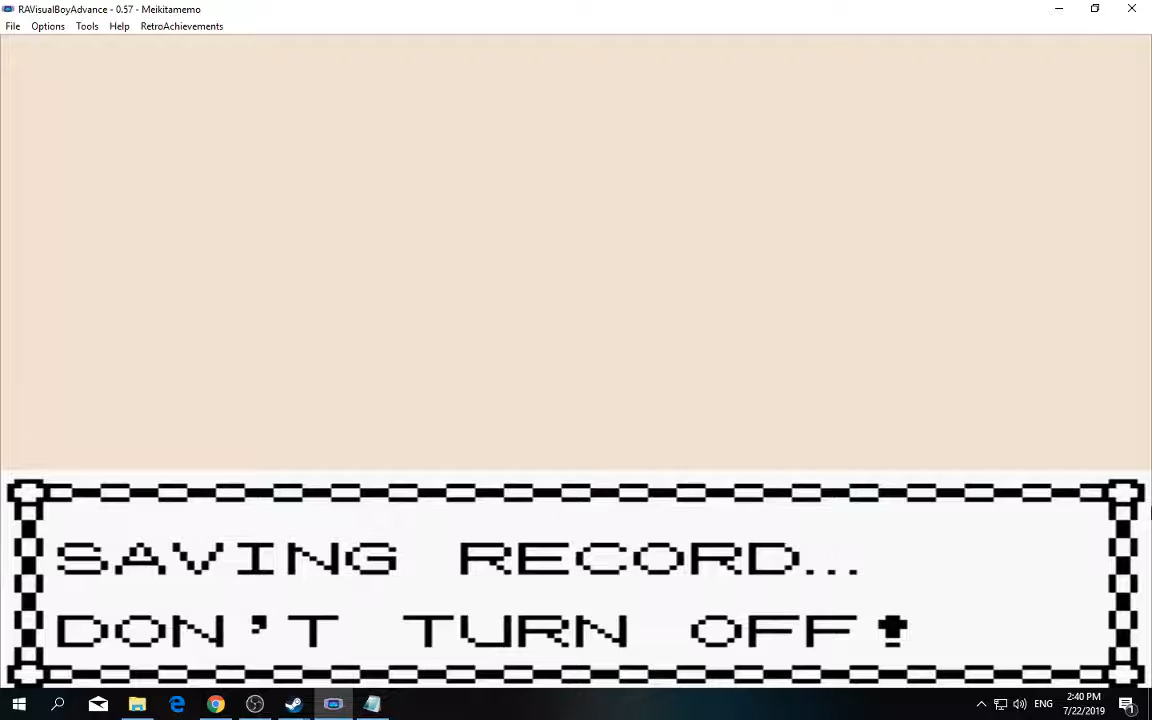 RAVisualBoyAdvance - 0.57 - Meikitamemo
File Options Tools Help RetroAchievements
SAVING RECORD...
DON'T TURN OFF!
ENG
2:40 PM
7/22/2019
1